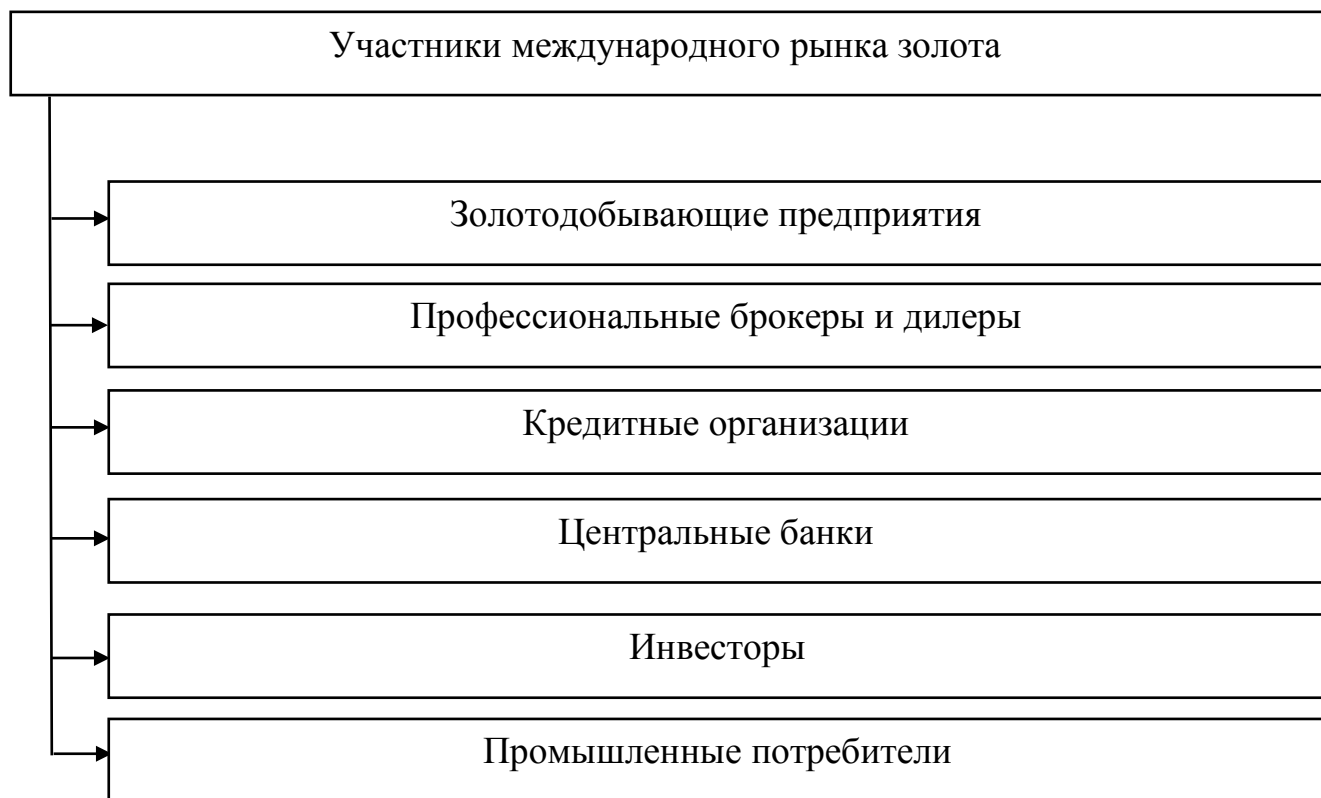 Участники международного рынка золота
Золотодобывающие предприятия
Профессиональные брокеры и дилеры
Кредитные организации
Центральные банки
Инвесторы
Промышленные потребители